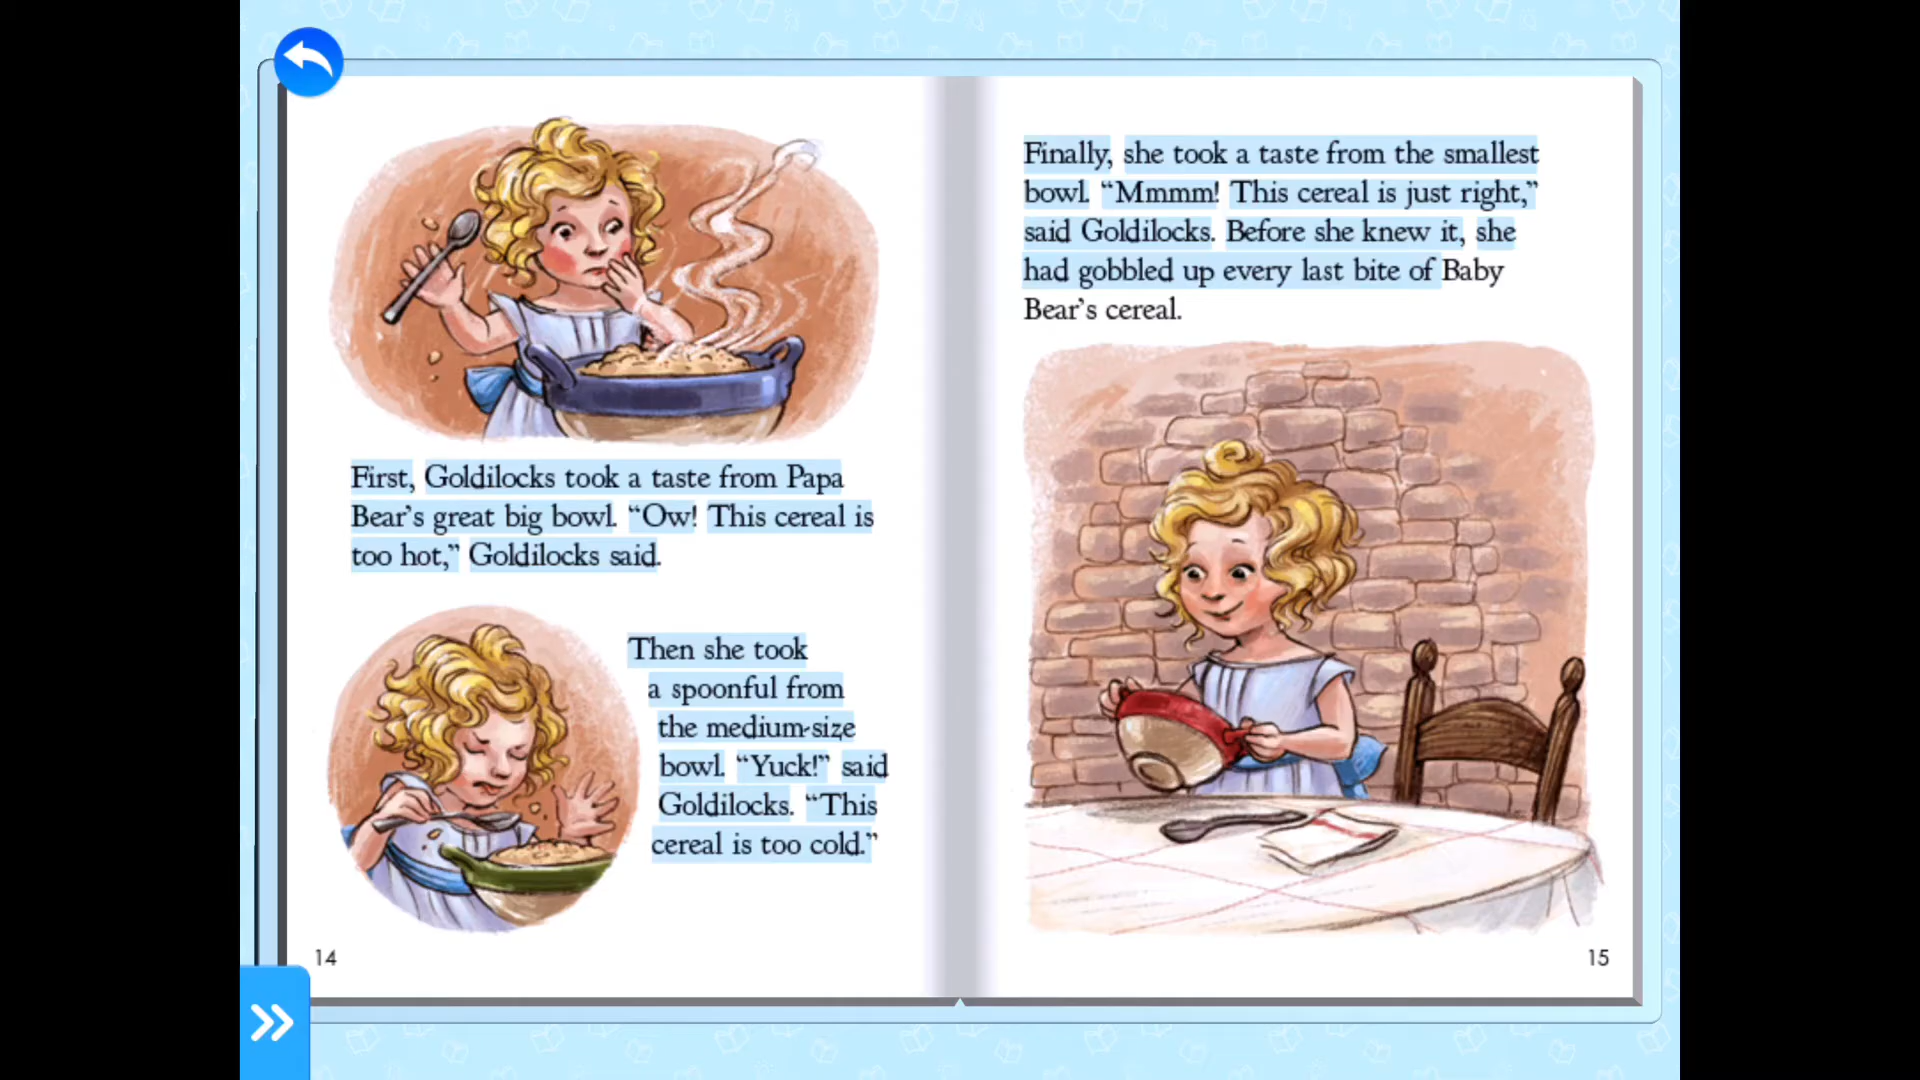 First, Goldilocks took a taste from Papa
Bear's great big bowl. “Ow! This cereal is
too hot,” Goldilocks said.
Then she took
a spoonful from
the medium-size
bowl. “Yuck!” said
Goldilocks. “This
cereal is too cold.”
14
Finally, she took a taste from the smallest
bowl. “Mmmm! This cereal is just right,”
said Goldilocks. Before she knew it, she
had gobbled up every last bite of Baby
Bear's cereal.
15